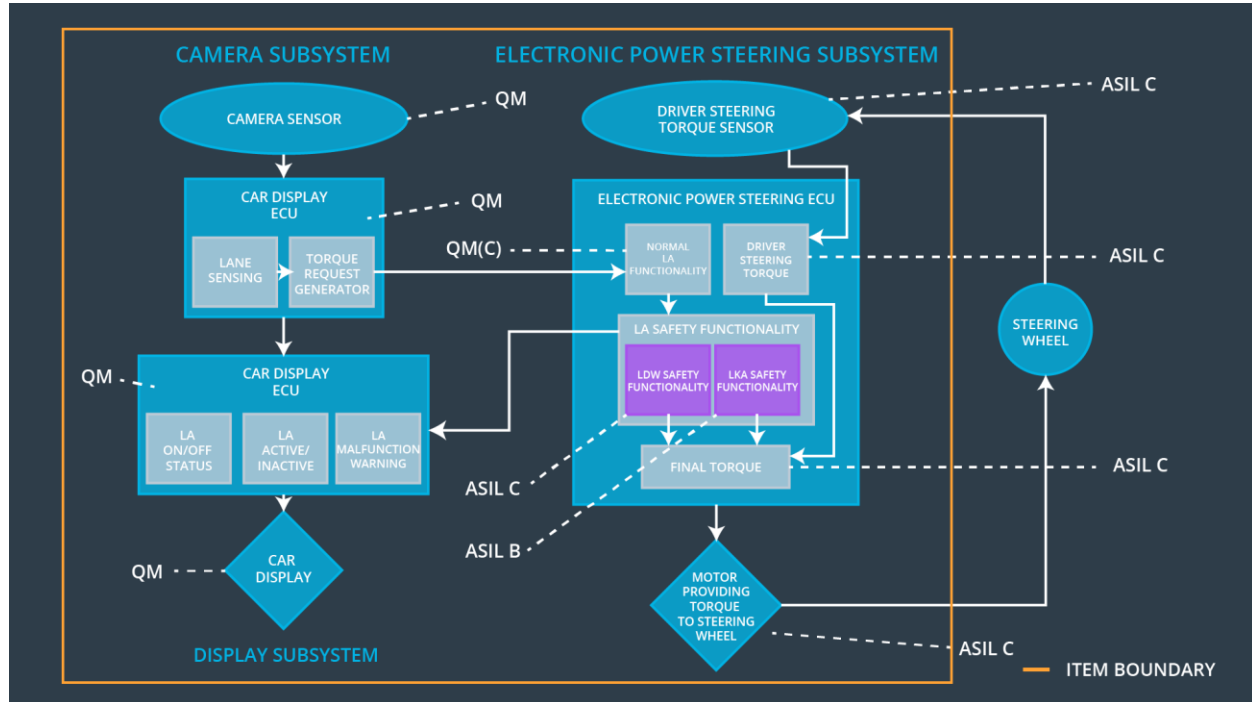 CAMERA SUBSYSTEM
ELECTRONIC POWER STEERING SUBSYSTEM
CAMERA SENSOR
QM
DRIVER STEERING
TORQUE SENSOR
ASIL C
CAR DISPLAY
ECU
QM
LANE
SENSING
TORQUE
REQUEST
GENERATOR
ELECTRONIC POWER STEERING ECU
QM(C)
NORMAL
LA
FUNCTIONALITY
DRIVER
STEERING
TORQUE
ASIL C
STEERING
WHEEL
LA SAFETY FUNCTIONALITY
LDW SAFETY
FUNCTIONALITY
LKA SAFETY
FUNCTIONALITY
QM
CAR DISPLAY
ECU
LA
ON/OFF
STATUS
LA
ACTIVE/
INACTIVE
LA
MALFUNCTION
WARNING
FINAL TORQUE
ASIL C
ASIL C
ASIL B
QM
CAR
DISPLAY
MOTOR
PROVIDING
TORQUE
TO STEERING
WHEEL
ASIL C
DISPLAY SUBSYSTEM
ITEM BOUNDARY